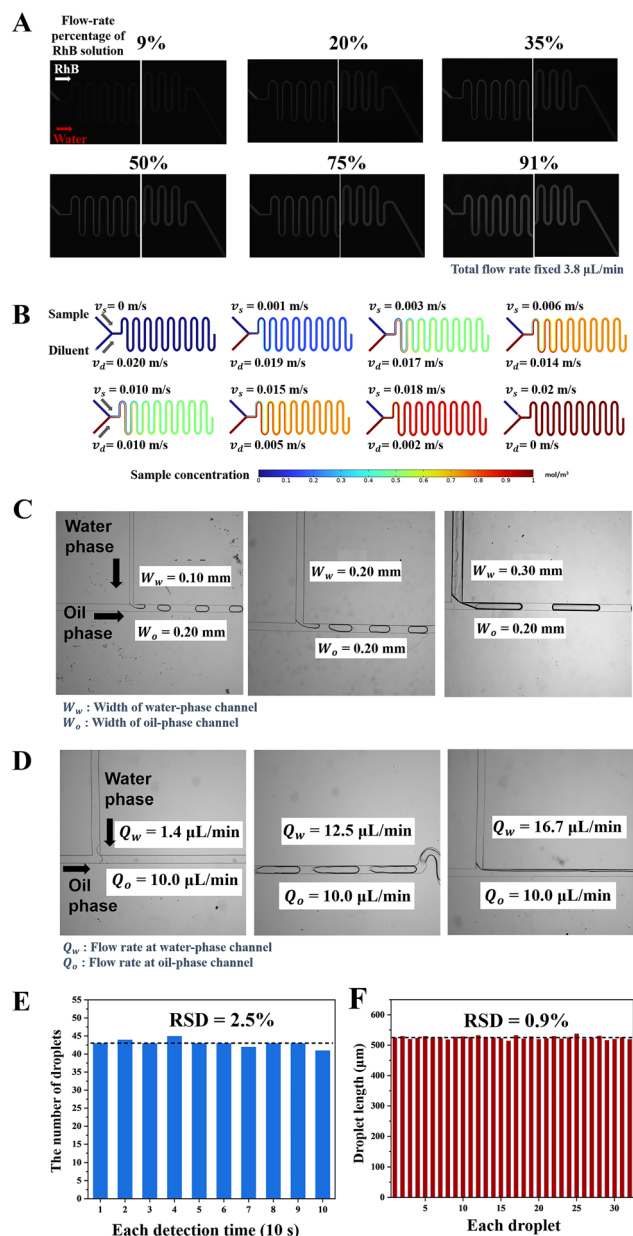 A
Flow-rate
percentage of
RhB solution
9%
20%
35%
RhB
Water
50%
75%
91%
Total flow rate fixed 3.8 μL/min
B
Sample
Diluent
v_s = 0 m/s
v_s = 0.001 m/s
v_s = 0.003 m/s
v_s = 0.006 m/s
v_d = 0.020 m/s
v_d = 0.019 m/s
v_d = 0.017 m/s
v_d = 0.014 m/s
v_s = 0.010 m/s
v_s = 0.015 m/s
v_s = 0.018 m/s
v_s = 0.02 m/s
v_d = 0.010 m/s
v_d = 0.005 m/s
v_d = 0.002 m/s
v_d = 0 m/s
Sample concentration
mol/m³
0 0.1 0.2 0.3 0.4 0.5 0.6 0.7 0.8 0.9 1
C
Water
phase
Oil
phase
W_w = 0.10 mm
W_o = 0.20 mm
W_w = 0.20 mm
W_o = 0.20 mm
W_w = 0.30 mm
W_o = 0.20 mm
W_w : Width of water-phase channel
W_o : Width of oil-phase channel
D
Water
phase
Oil
phase
Q_w = 1.4 μL/min
Q_o = 10.0 μL/min
Q_w = 12.5 μL/min
Q_o = 10.0 μL/min
Q_w = 16.7 μL/min
Q_o = 10.0 μL/min
Q_w : Flow rate at water-phase channel
Q_o : Flow rate at oil-phase channel
E
RSD = 2.5%
The number of droplets
55
50
45
40
35
30
25
20
15
10
5
0
1 2 3 4 5 6 7 8 9 10
Each detection time (10 s)
F
RSD = 0.9%
Droplet length (μm)
600
500
400
300
200
100
0
5 10 15 20 25 30
Each droplet